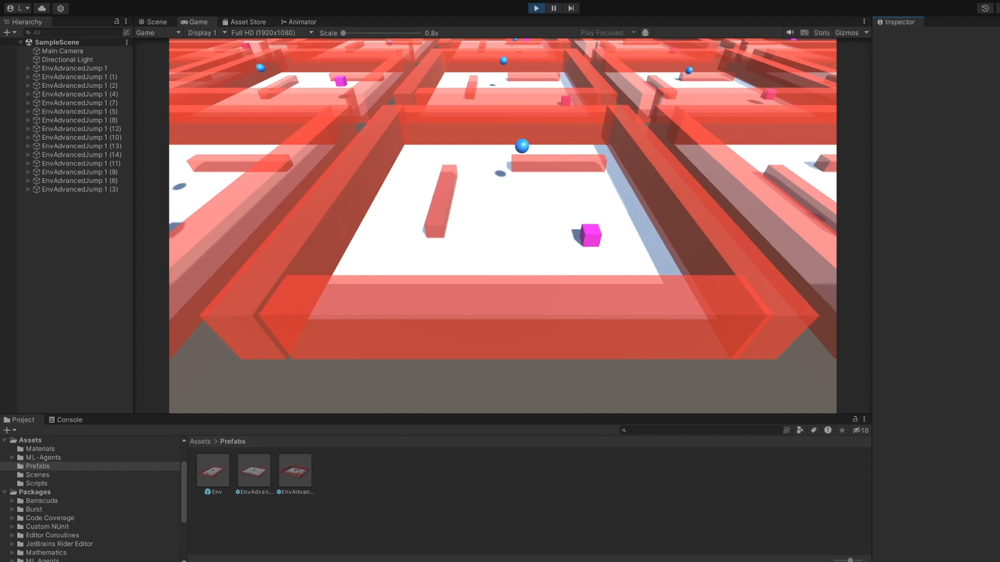 L
Hierarchy
All
SampleScene
Main Camera
Directional Light
EnvAdvancedJump 1
EnvAdvancedJump 1 (1)
EnvAdvancedJump 1 (2)
EnvAdvancedJump 1 (4)
EnvAdvancedJump 1 (7)
EnvAdvancedJump 1 (5)
EnvAdvancedJump 1 (8)
EnvAdvancedJump 1 (12)
EnvAdvancedJump 1 (10)
EnvAdvancedJump 1 (13)
EnvAdvancedJump 1 (14)
EnvAdvancedJump 1 (11)
EnvAdvancedJump 1 (9)
EnvAdvancedJump 1 (6)
EnvAdvancedJump 1 (3)
Scene Game Asset Store Animator
Game Display 1 Full HD (1920x1080) Scale 0.8x Play Focused Stats Gizmos
Inspector
Project Console
18
Assets
Materials
ML-Agents
Prefabs
Scenes
Scripts
Packages
Barracuda
Burst
Code Coverage
Custom NUnit
Editor Coroutines
JetBrains Rider Editor
Mathematics
ML Agents
Assets > Prefabs
Env EnvAdvan... EnvAdvan...